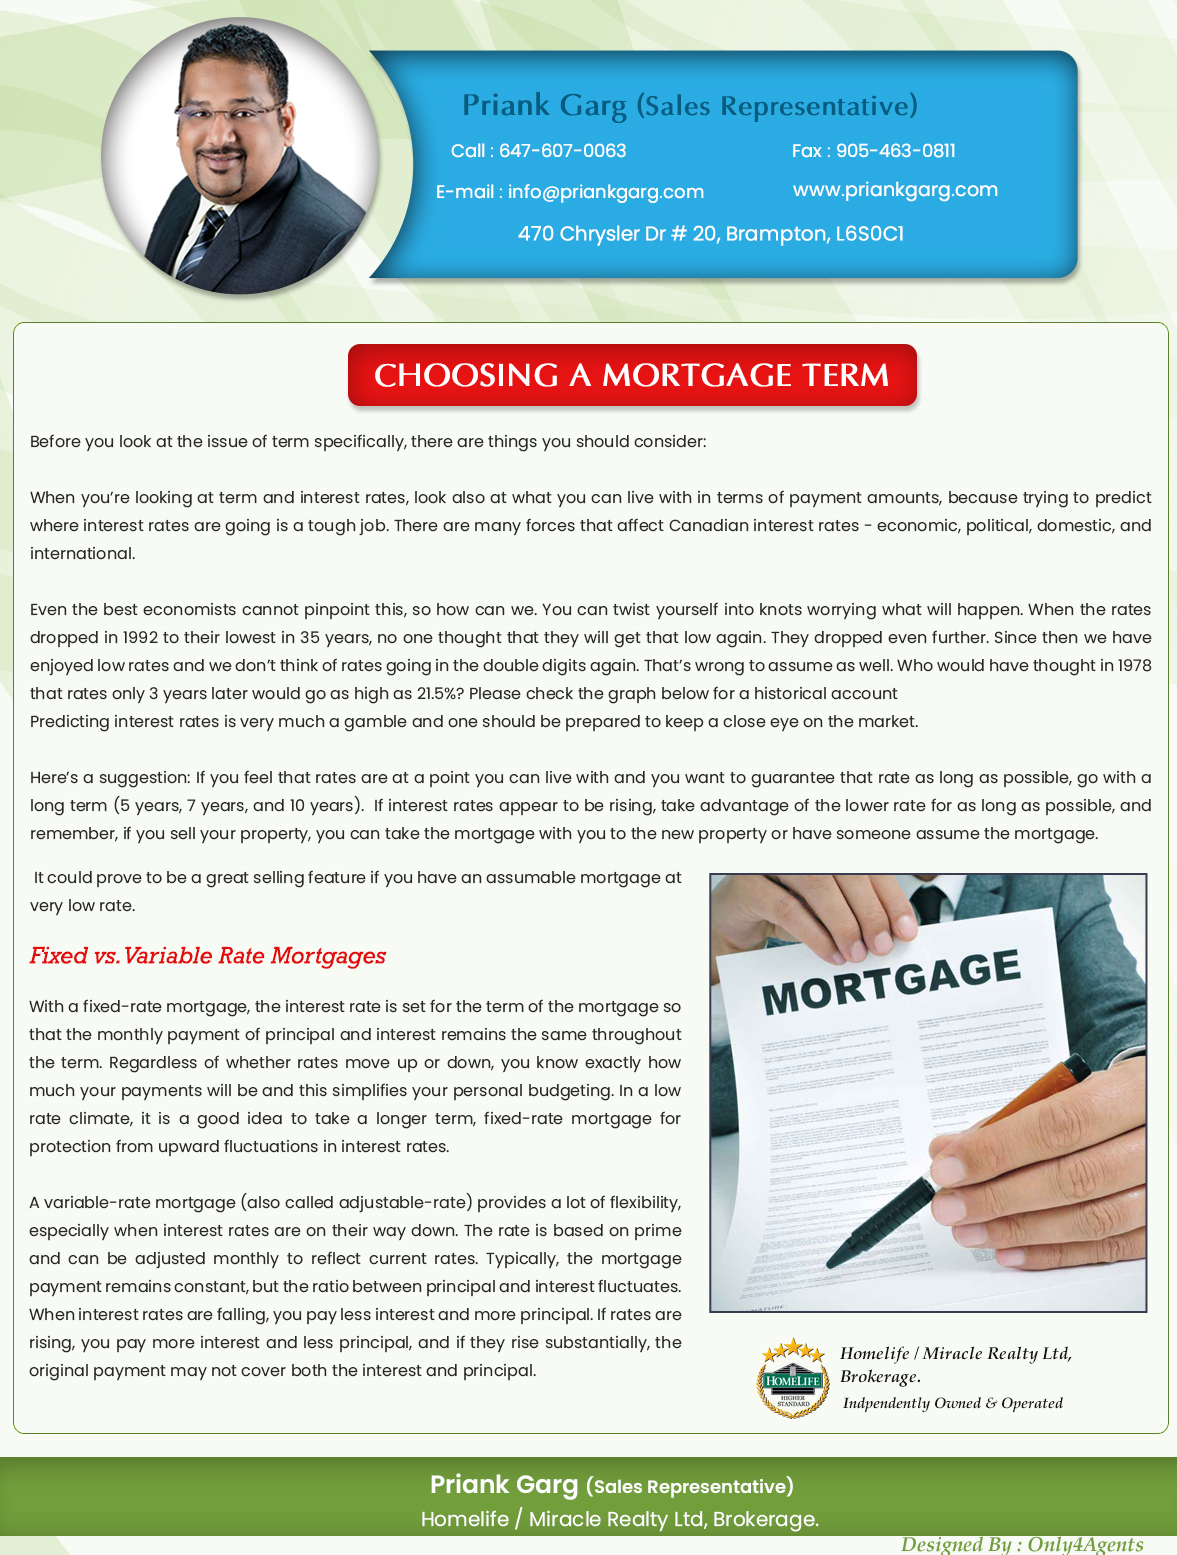 Priank Garg (Sales Representative)
Call : 647-607-0063
Fax : 905-463-0811
E-mail : info@priankgarg.com
www.priankgarg.com
470 Chrysler Dr # 20, Brampton, L6S0C1
CHOOSING A MORTGAGE TERM
Before you look at the issue of term specifically, there are things you should consider:
When you’re looking at term and interest rates, look also at what you can live with in terms of payment amounts, because trying to predict
where interest rates are going is a tough job. There are many forces that affect Canadian interest rates - economic, political, domestic, and
international.
Even the best economists cannot pinpoint this, so how can we. You can twist yourself into knots worrying what will happen. When the rates
dropped in 1992 to their lowest in 35 years, no one thought that they will get that low again. They dropped even further. Since then we have
enjoyed low rates and we don’t think of rates going in the double digits again. That’s wrong to assume as well. Who would have thought in 1978
that rates only 3 years later would go as high as 21.5%? Please check the graph below for a historical account
Predicting interest rates is very much a gamble and one should be prepared to keep a close eye on the market.
Here’s a suggestion: If you feel that rates are at a point you can live with and you want to guarantee that rate as long as possible, go with a
long term (5 years, 7 years, and 10 years). If interest rates appear to be rising, take advantage of the lower rate for as long as possible, and
remember, if you sell your property, you can take the mortgage with you to the new property or have someone assume the mortgage.
It could prove to be a great selling feature if you have an assumable mortgage at
very low rate.
Fixed vs. Variable Rate Mortgages
With a fixed-rate mortgage, the interest rate is set for the term of the mortgage so
that the monthly payment of principal and interest remains the same throughout
the term. Regardless of whether rates move up or down, you know exactly how
much your payments will be and this simplifies your personal budgeting. In a low
rate climate, it is a good idea to take a longer term, fixed-rate mortgage for
protection from upward fluctuations in interest rates.
A variable-rate mortgage (also called adjustable-rate) provides a lot of flexibility,
especially when interest rates are on their way down. The rate is based on prime
and can be adjusted monthly to reflect current rates. Typically, the mortgage
payment remains constant, but the ratio between principal and interest fluctuates.
When interest rates are falling, you pay less interest and more principal. If rates are
rising, you pay more interest and less principal, and if they rise substantially, the
original payment may not cover both the interest and principal.
MORTGAGE
HOMELIFE
HIGHER
STANDARD
Homelife / Miracle Realty Ltd,
Brokerage.
Indpendently Owned & Operated
Priank Garg (Sales Representative)
Homelife / Miracle Realty Ltd, Brokerage.
Designed By : Only4Agents